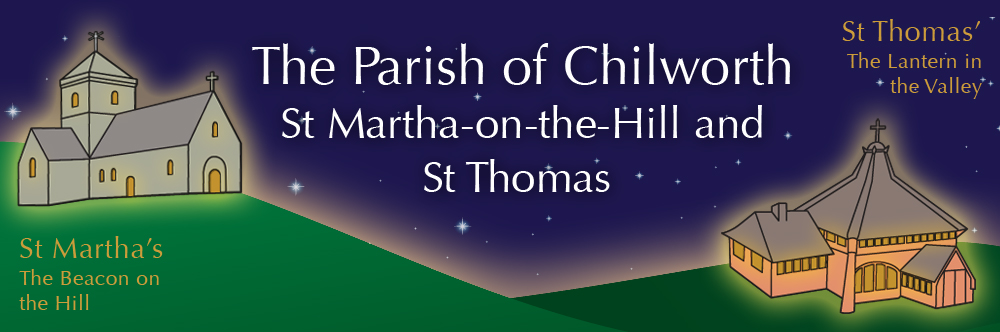 The Parish of Chilworth
St Martha-on-the-Hill and
St Thomas
St Thomas’
The Lantern in
the Valley
St Martha’s
The Beacon on
the Hill